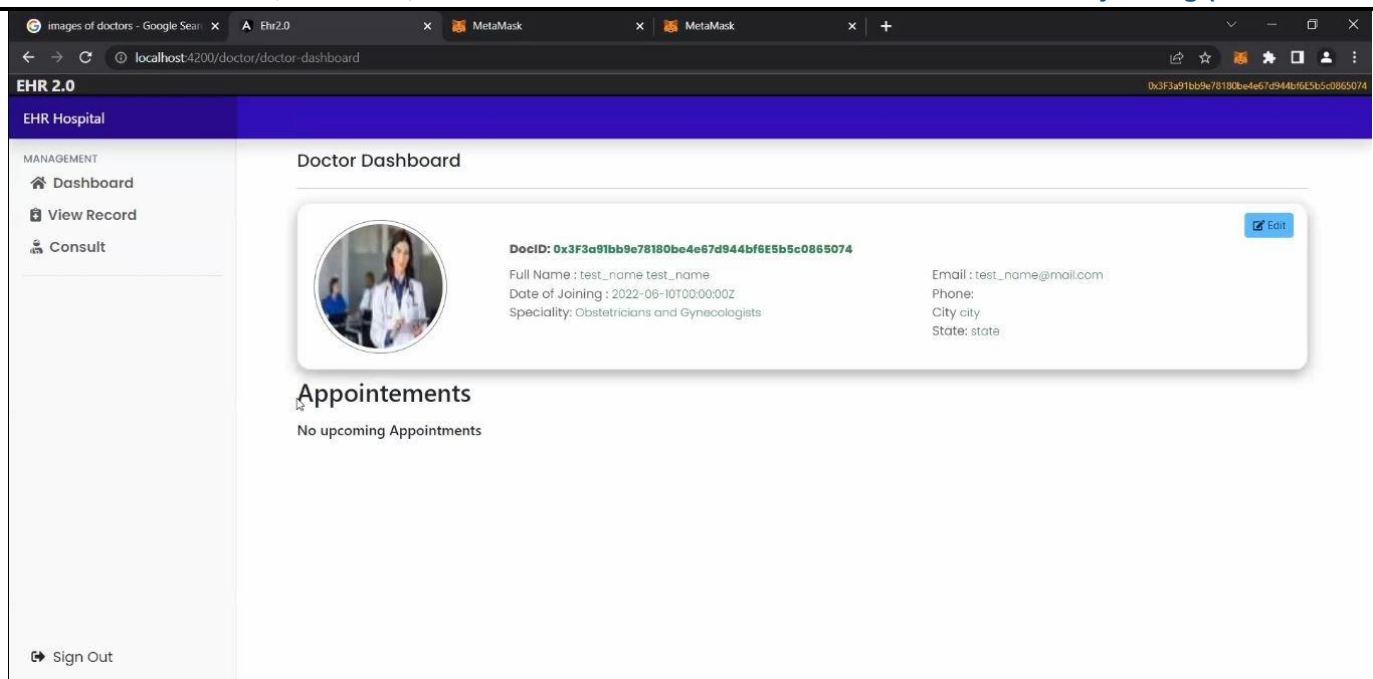 images of doctors - Google Sear
Ehr2.0
MetaMask
MetaMask
localhost:4200/doctor/doctor-dashboard
EHR 2.0
0x3F3a91bb9e78180be4e67d944bf6E5b5c0865074
EHR Hospital
MANAGEMENT
Dashboard
View Record
Consult
Sign Out
Doctor Dashboard
Edit
DocID: 0x3F3a91bb9e78180be4e67d944bf6E5b5c0865074
Full Name : test_name test_name
Date of Joining : 2022-06-10T00:00:00Z
Speciality: Obstetricians and Gynecologists
Email : test_name@mail.com
Phone:
City city
State: state
Appointements
No upcoming Appointments